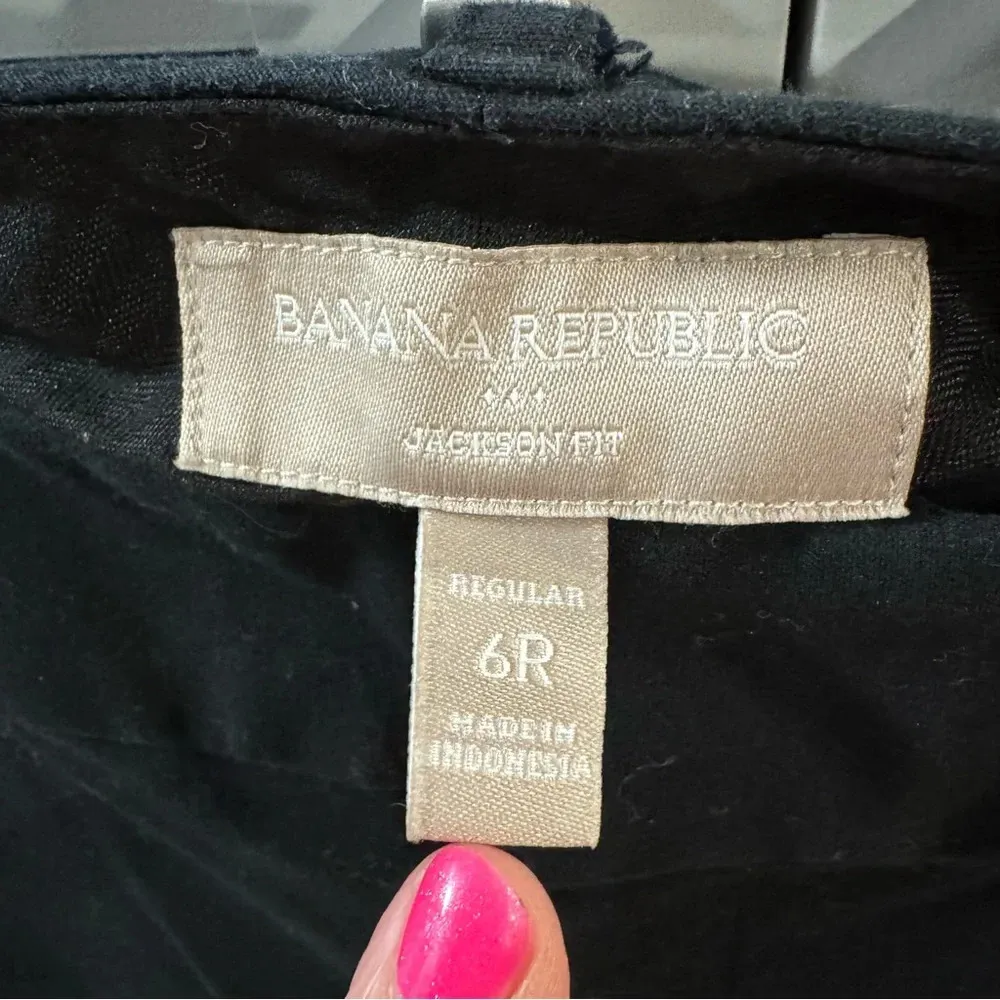 BANANA REPUBLIC
JACKSON FIT
REGULAR
6R
MADE IN
INDONESIA